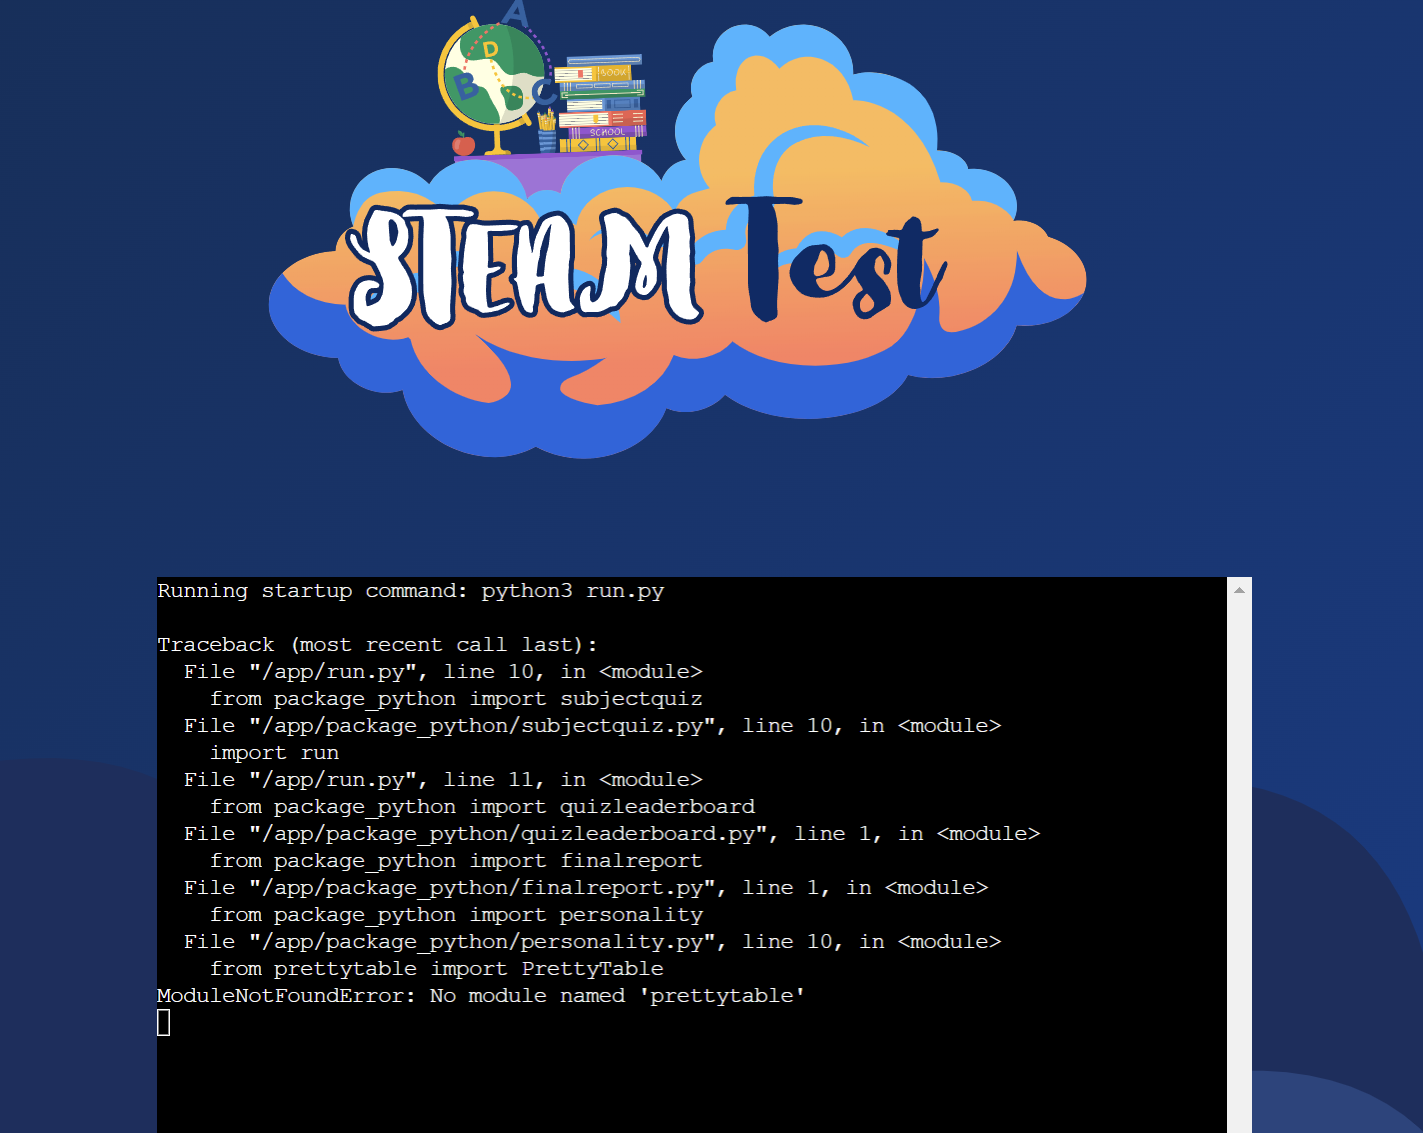 A
D
B
C
BOOK
SCHOOL
STEAM Test
Running startup command: python3 run.py
Traceback (most recent call last):
  File "/app/run.py", line 10, in <module>
    from package_python import subjectquiz
  File "/app/package_python/subjectquiz.py", line 10, in <module>
    import run
  File "/app/run.py", line 11, in <module>
    from package_python import quizleaderboard
  File "/app/package_python/quizleaderboard.py", line 1, in <module>
    from package_python import finalreport
  File "/app/package_python/finalreport.py", line 1, in <module>
    from package_python import personality
  File "/app/package_python/personality.py", line 10, in <module>
    from prettytable import PrettyTable
ModuleNotFoundError: No module named 'prettytable'